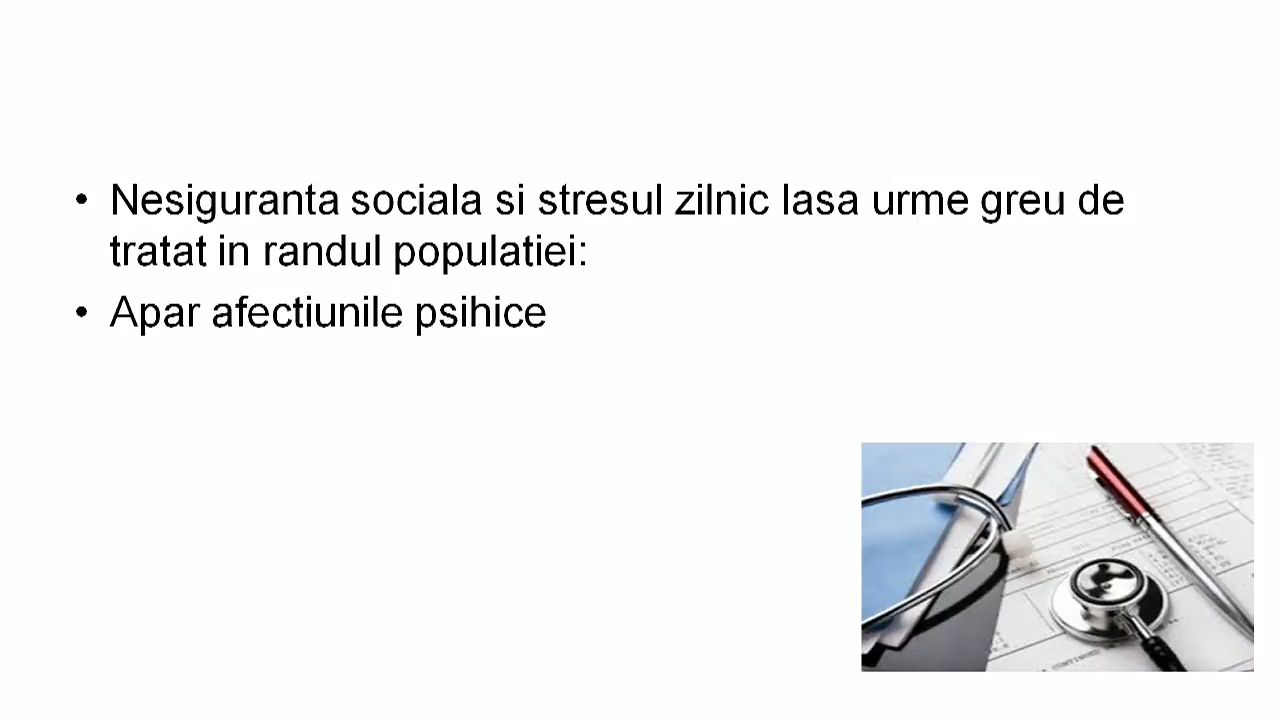 • Nesiguranta sociala si stresul zilnic lasa urme greu de
tratat in randul populatiei:
• Apar afectiunile psihice